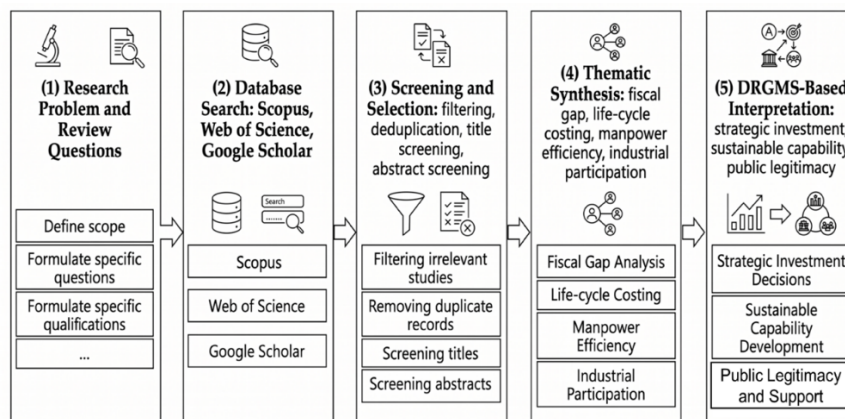 (1) Research
Problem and
Review
Questions
Define scope
Formulate specific
questions
Formulate specific
qualifications
...
(2) Database
Search: Scopus,
Web of Science,
Google Scholar
Search
Scopus
Web of Science
Google Scholar
(3) Screening and
Selection: filtering,
deduplication, title
screening,
abstract screening
Filtering irrelevant
studies
Removing duplicate
records
Screening titles
Screening abstracts
(4) Thematic
Synthesis: fiscal
gap, life-cycle
costing, manpower
efficiency, industrial
participation
Fiscal Gap Analysis
Life-cycle Costing
Manpower
Efficiency
Industrial
Participation
A
(5) DRGMS-Based
Interpretation:
strategic investment,
sustainable capability,
public legitimacy
Strategic Investment
Decisions
Sustainable
Capability
Development
Public Legitimacy
and Support